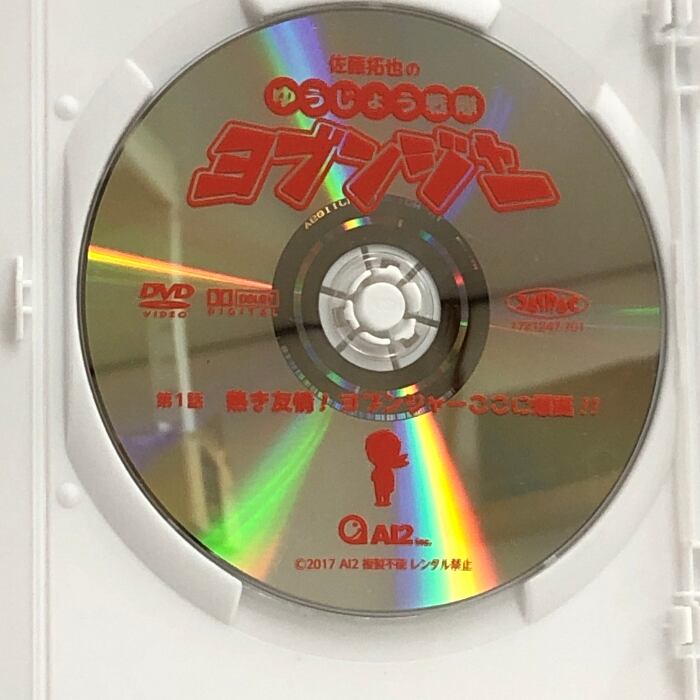 佐藤拓也の
ゆうじょう戦隊
ヨブンジャー
DVD
VIDEO
DOLBY
DIGITAL
JASRAC
第1話 熱き友情！ヨブンジャーここに
AI2 inc.
©2017 AI2 複製不能 レンタル禁止